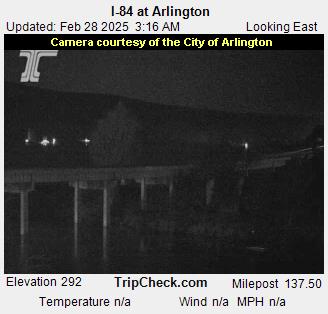 I-84 at Arlington
Updated: Feb 28 2025 3:16 AM Looking East
Camera courtesy of the City of Arlington
Elevation 292 TripCheck.com Milepost 137.50
Temperature n/a Wind n/a MPH n/a